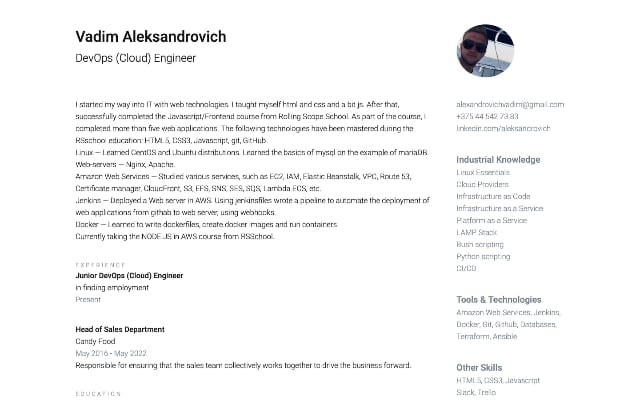 Vadim Aleksandrovich
DevOps (Cloud) Engineer
I started my way into IT with web technologies. I taught myself html and css and a bit js. After that,
successfully completed the Javascript/Frontend course from Rolling Scope School. As part of the course, I
completed more than five web applications. The following technologies have been mastered during the
RSschool education: HTML5, CSS3, Javascript, git, GitHub.
Linux — Learned CentOS and Ubuntu distributions. Learned the basics of mysql on the example of mariaDB.
Web-servers — Nginx, Apache.
Amazon Web Services — Studied various services, such as EC2, IAM, Elastic Beanstalk, VPC, Route 53,
Certificate manager, CloudFront, S3, EFS, SNS, SES, SQS, Lambda ECS, etc.
Jenkins — Deployed a Web server in AWS. Using jenkinsfiles wrote a pipeline to automate the deployment of
web applications from github to web server, using webhooks.
Docker — Learned to write dockerfiles, create docker images and run containers.
Currently taking the NODE.JS in AWS course from RSSchool.
EXPERIENCE
Junior DevOps (Cloud) Engineer
in finding employment
Present
Head of Sales Department
Candy Food
May 2016 - May 2022
Responsible for ensuring that the sales team collectively works together to drive the business forward.
EDUCATION
alexandrovichvadim@gmail.com
+375 44 542 73 83
linkedin.com/aleksandrovich
Industrial Knowledge
Linux Essentials
Cloud Providers
Infrastructure as Code
Infrastructure as a Service
Platform as a Service
LAMP Stack
Bush scripting
Python scripting
CI/CD
Tools & Technologies
Amazon Web Services, Jenkins,
Docker, Git, Github, Databases,
Terraform, Ansible
Other Skills
HTML5, CSS3, Javascript
Slack, Trello